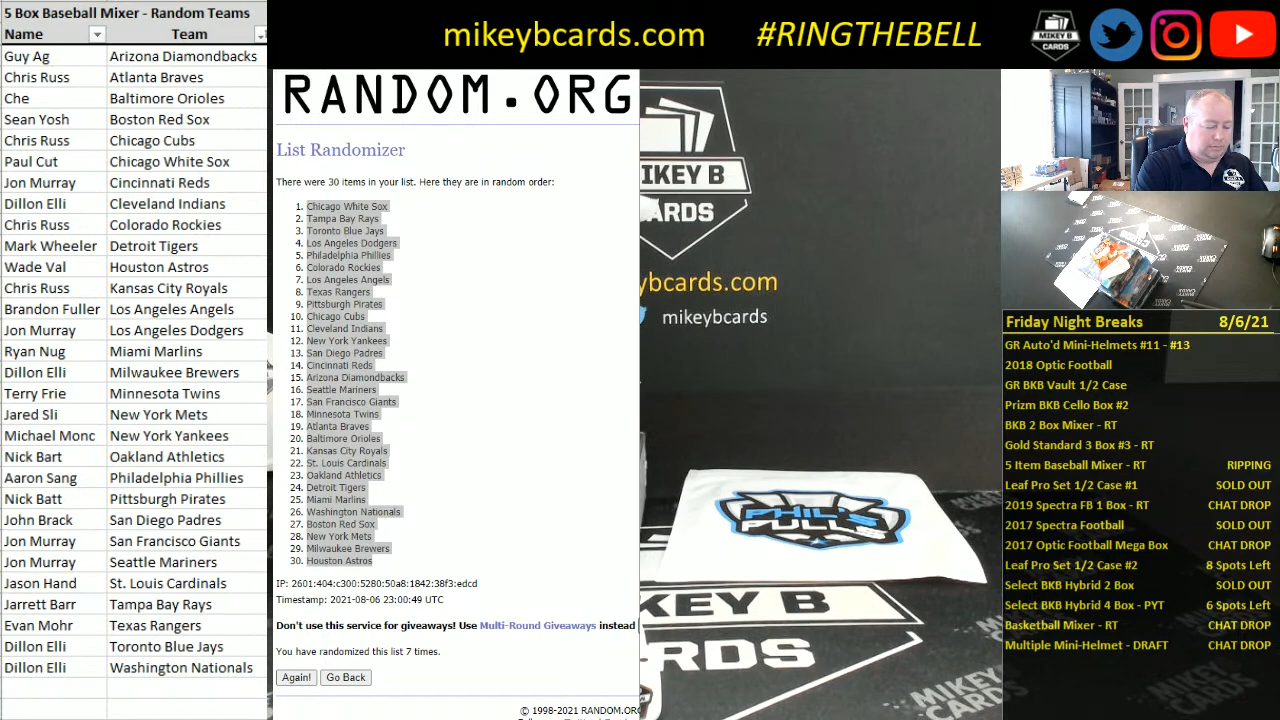 5 Box Baseball Mixer - Random Teams
Name Team
Guy Ag Arizona Diamondbacks
Chris Russ Atlanta Braves
Che Baltimore Orioles
Sean Yosh Boston Red Sox
Chris Russ Chicago Cubs
Paul Cut Chicago White Sox
Jon Murray Cincinnati Reds
Dillon Elli Cleveland Indians
Chris Russ Colorado Rockies
Mark Wheeler Detroit Tigers
Wade Val Houston Astros
Chris Russ Kansas City Royals
Brandon Fuller Los Angeles Angels
Jon Murray Los Angeles Dodgers
Ryan Nug Miami Marlins
Dillon Elli Milwaukee Brewers
Terry Frie Minnesota Twins
Jared Sli New York Mets
Michael Monc New York Yankees
Nick Bart Oakland Athletics
Aaron Sang Philadelphia Phillies
Nick Batt Pittsburgh Pirates
John Brack San Diego Padres
Jon Murray San Francisco Giants
Jon Murray Seattle Mariners
Jason Hand St. Louis Cardinals
Jarrett Barr Tampa Bay Rays
Evan Mohr Texas Rangers
Dillon Elli Toronto Blue Jays
Dillon Elli Washington Nationals
mikeybcards.com #RINGTHEBELL
MIKEY B
CARDS
RANDOM.ORG
List Randomizer
There were 30 items in your list. Here they are in random order:
1. Chicago White Sox
2. Tampa Bay Rays
3. Toronto Blue Jays
4. Los Angeles Dodgers
5. Philadelphia Phillies
6. Colorado Rockies
7. Los Angeles Angels
8. Texas Rangers
9. Pittsburgh Pirates
10. Chicago Cubs
11. Cleveland Indians
12. New York Yankees
13. San Diego Padres
14. Cincinnati Reds
15. Arizona Diamondbacks
16. Seattle Mariners
17. San Francisco Giants
18. Minnesota Twins
19. Atlanta Braves
20. Baltimore Orioles
21. Kansas City Royals
22. St. Louis Cardinals
23. Oakland Athletics
24. Detroit Tigers
25. Miami Marlins
26. Washington Nationals
27. Boston Red Sox
28. New York Mets
29. Milwaukee Brewers
30. Houston Astros
IP: 2601:404:c300:5280:50a8:1842:38f3:edcd
Timestamp: 2021-08-06 23:00:49 UTC
Don't use this service for giveaways! Use Multi-Round Giveaways instead
You have randomized this list 7 times.
Again! Go Back
© 1998-2021 RANDOM.ORG
IKEY B
ARDS
ybcards.com
mikeybcards
PHIL'S
PULLS
KEY B
RDS
MIKEY B
CARDS
Friday Night Breaks 8/6/21
GR Auto'd Mini-Helmets #11 - #13
2018 Optic Football
GR BKB Vault 1/2 Case
Prizm BKB Cello Box #2
BKB 2 Box Mixer - RT
Gold Standard 3 Box #3 - RT
5 Item Baseball Mixer - RT RIPPING
Leaf Pro Set 1/2 Case #1 SOLD OUT
2019 Spectra FB 1 Box - RT CHAT DROP
2017 Spectra Football SOLD OUT
2017 Optic Football Mega Box CHAT DROP
Leaf Pro Set 1/2 Case #2 8 Spots Left
Select BKB Hybrid 2 Box SOLD OUT
Select BKB Hybrid 4 Box - PYT 6 Spots Left
Basketball Mixer - RT CHAT DROP
Multiple Mini-Helmet - DRAFT CHAT DROP